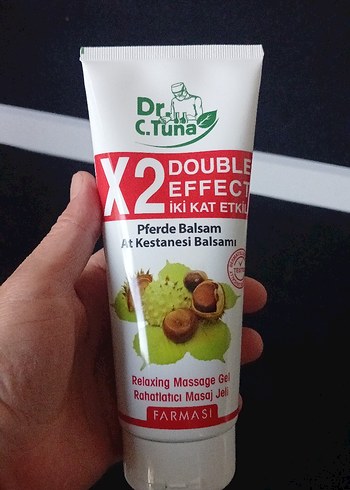 Dr.
C.Tuna
X2 DOUBLE
EFFECT
İKİ KAT ETKİL
Pferde Balsam
At Kestanesi Balsamı
Relaxing Massage Gel
Rahatlatıcı Masaj Jeli
FARMASİ